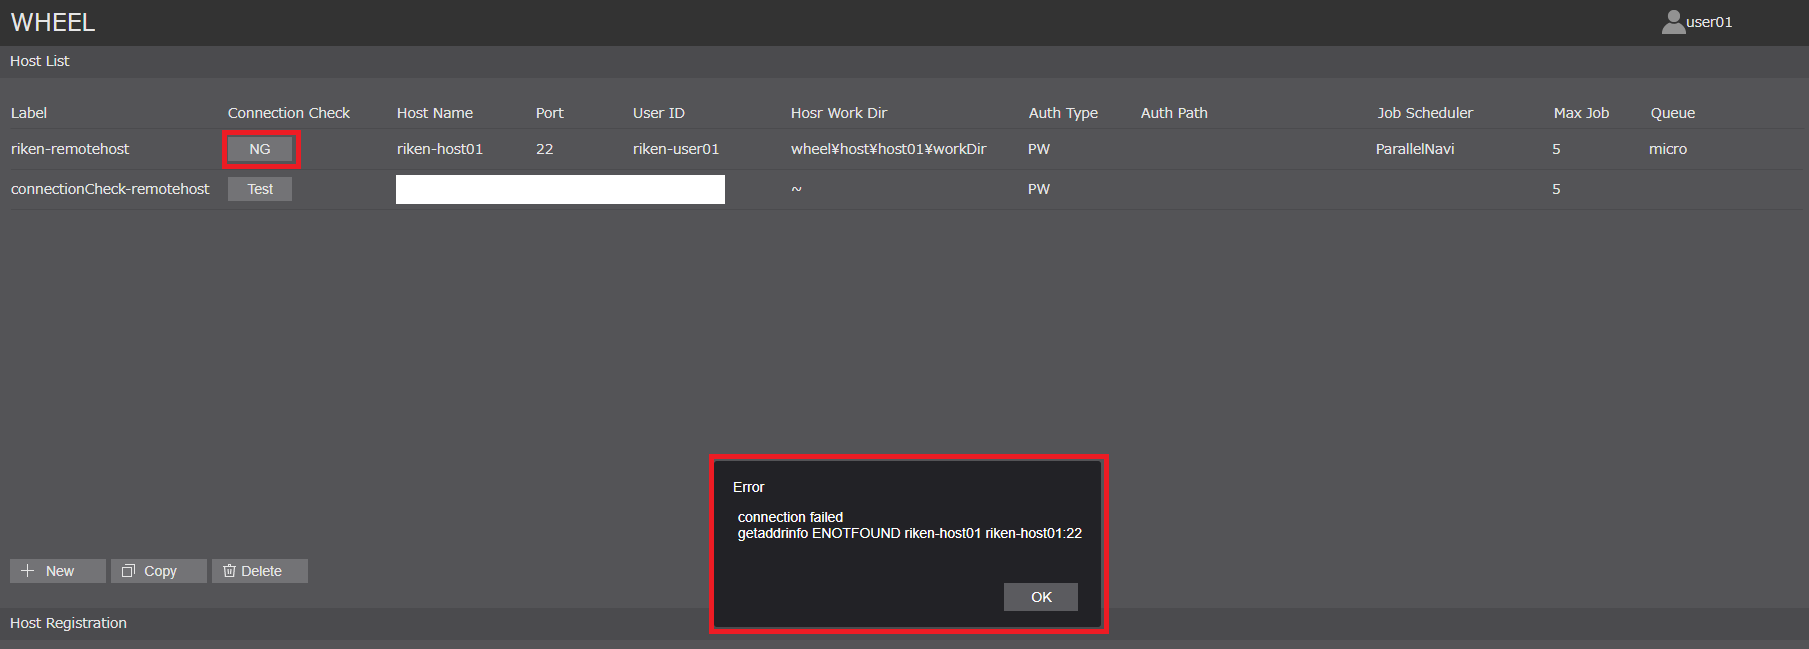 WHEEL
user01
Host List
Label Connection Check Host Name Port User ID Hosr Work Dir Auth Type Auth Path Job Scheduler Max Job Queue
riken-remotehost NG riken-host01 22 riken-user01 wheel¥host¥host01¥workDir PW ParallelNavi 5 micro
connectionCheck-remotehost Test ~ PW 5
Error
connection failed
getaddrinfo ENOTFOUND riken-host01 riken-host01:22
New Copy Delete
OK
Host Registration